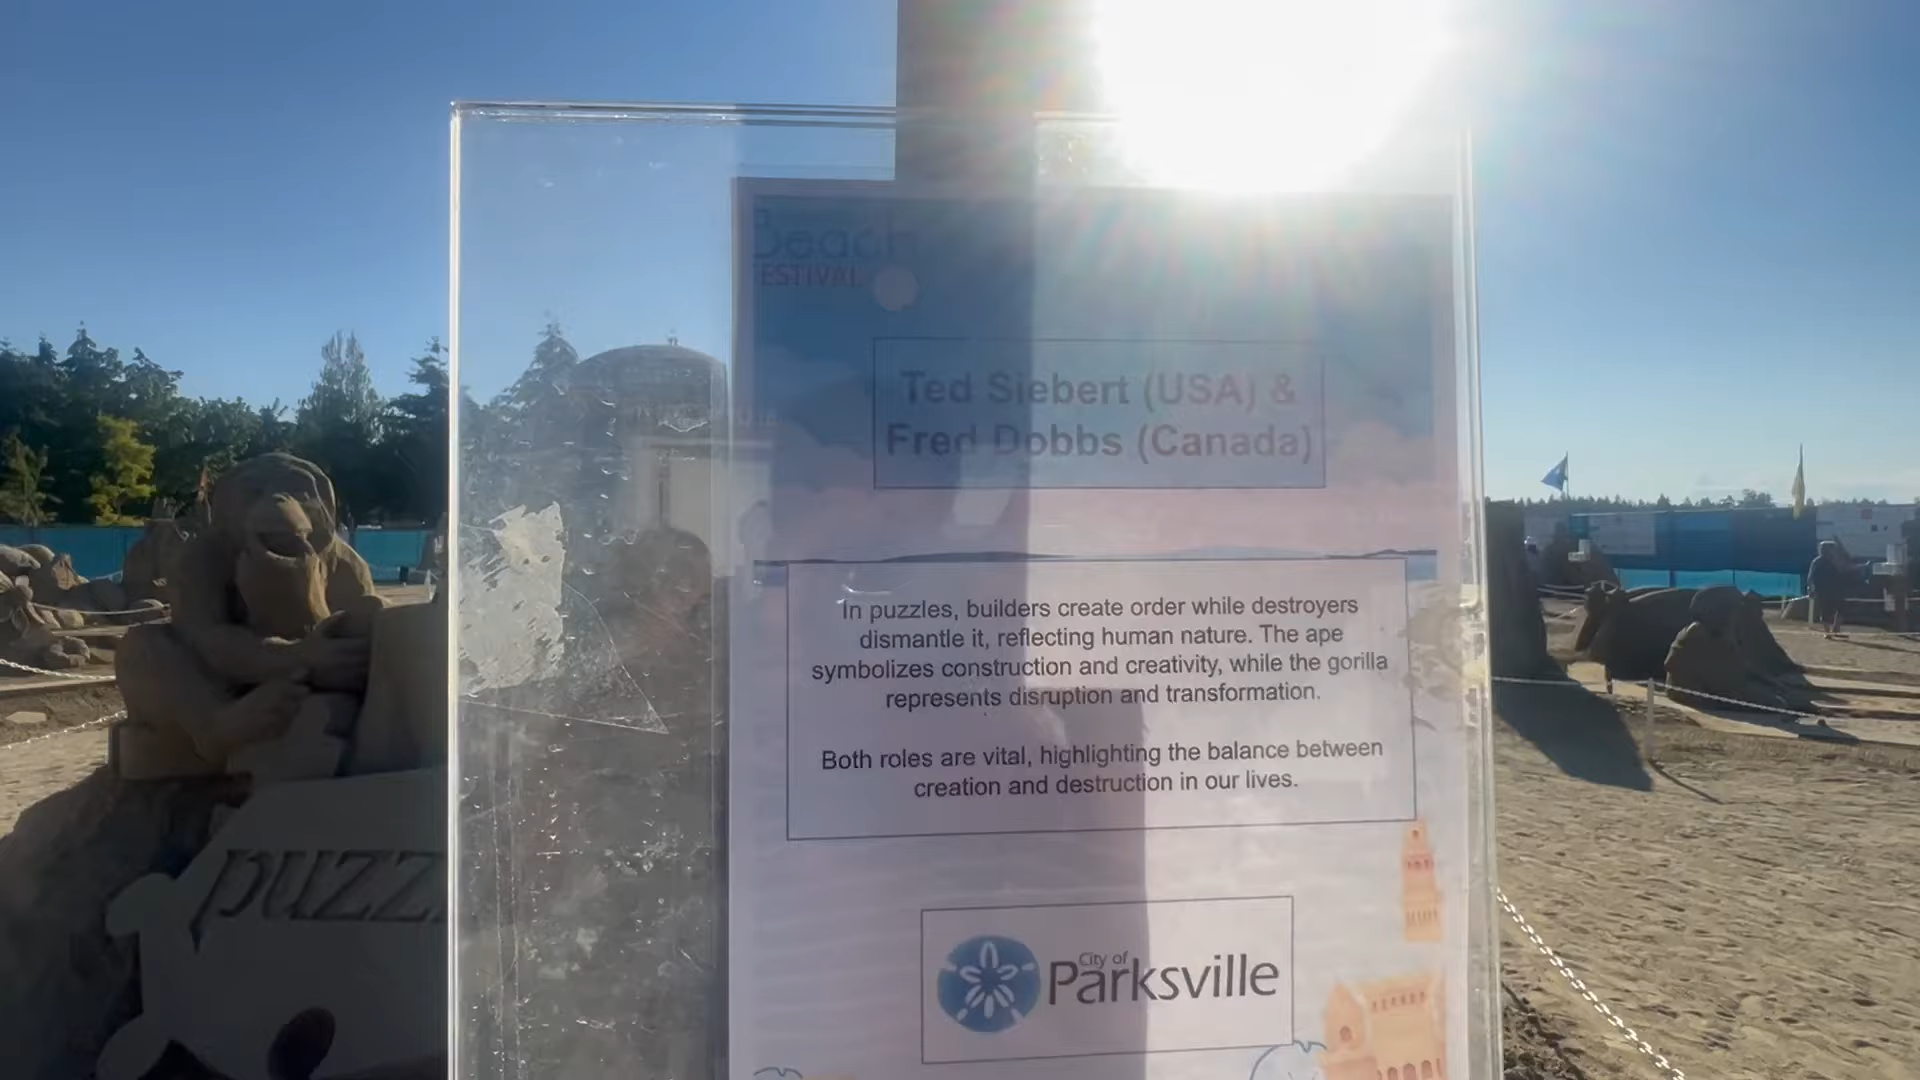 Beach
FESTIVAL
Ted Siebert (USA) &
Fred Dobbs (Canada)
In puzzles, builders create order while destroyers
dismantle it, reflecting human nature. The ape
symbolizes construction and creativity, while the gorilla
represents disruption and transformation.
Both roles are vital, highlighting the balance between
creation and destruction in our lives.
City of
Parksville
puzz